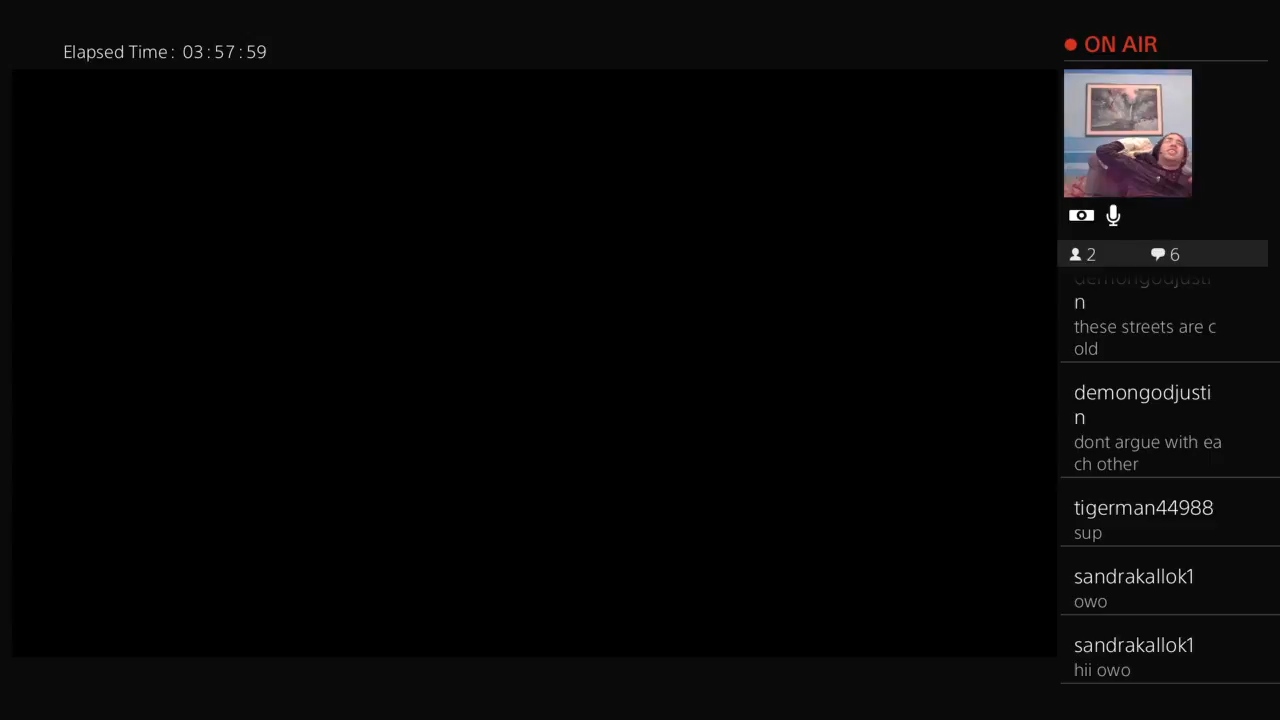 Elapsed Time: 03:57:59
ON AIR
2 6
demongodjusti
n
these streets are c
old
demongodjusti
n
dont argue with ea
ch other
tigerman44988
sup
sandrakallok1
owo
sandrakallok1
hii owo